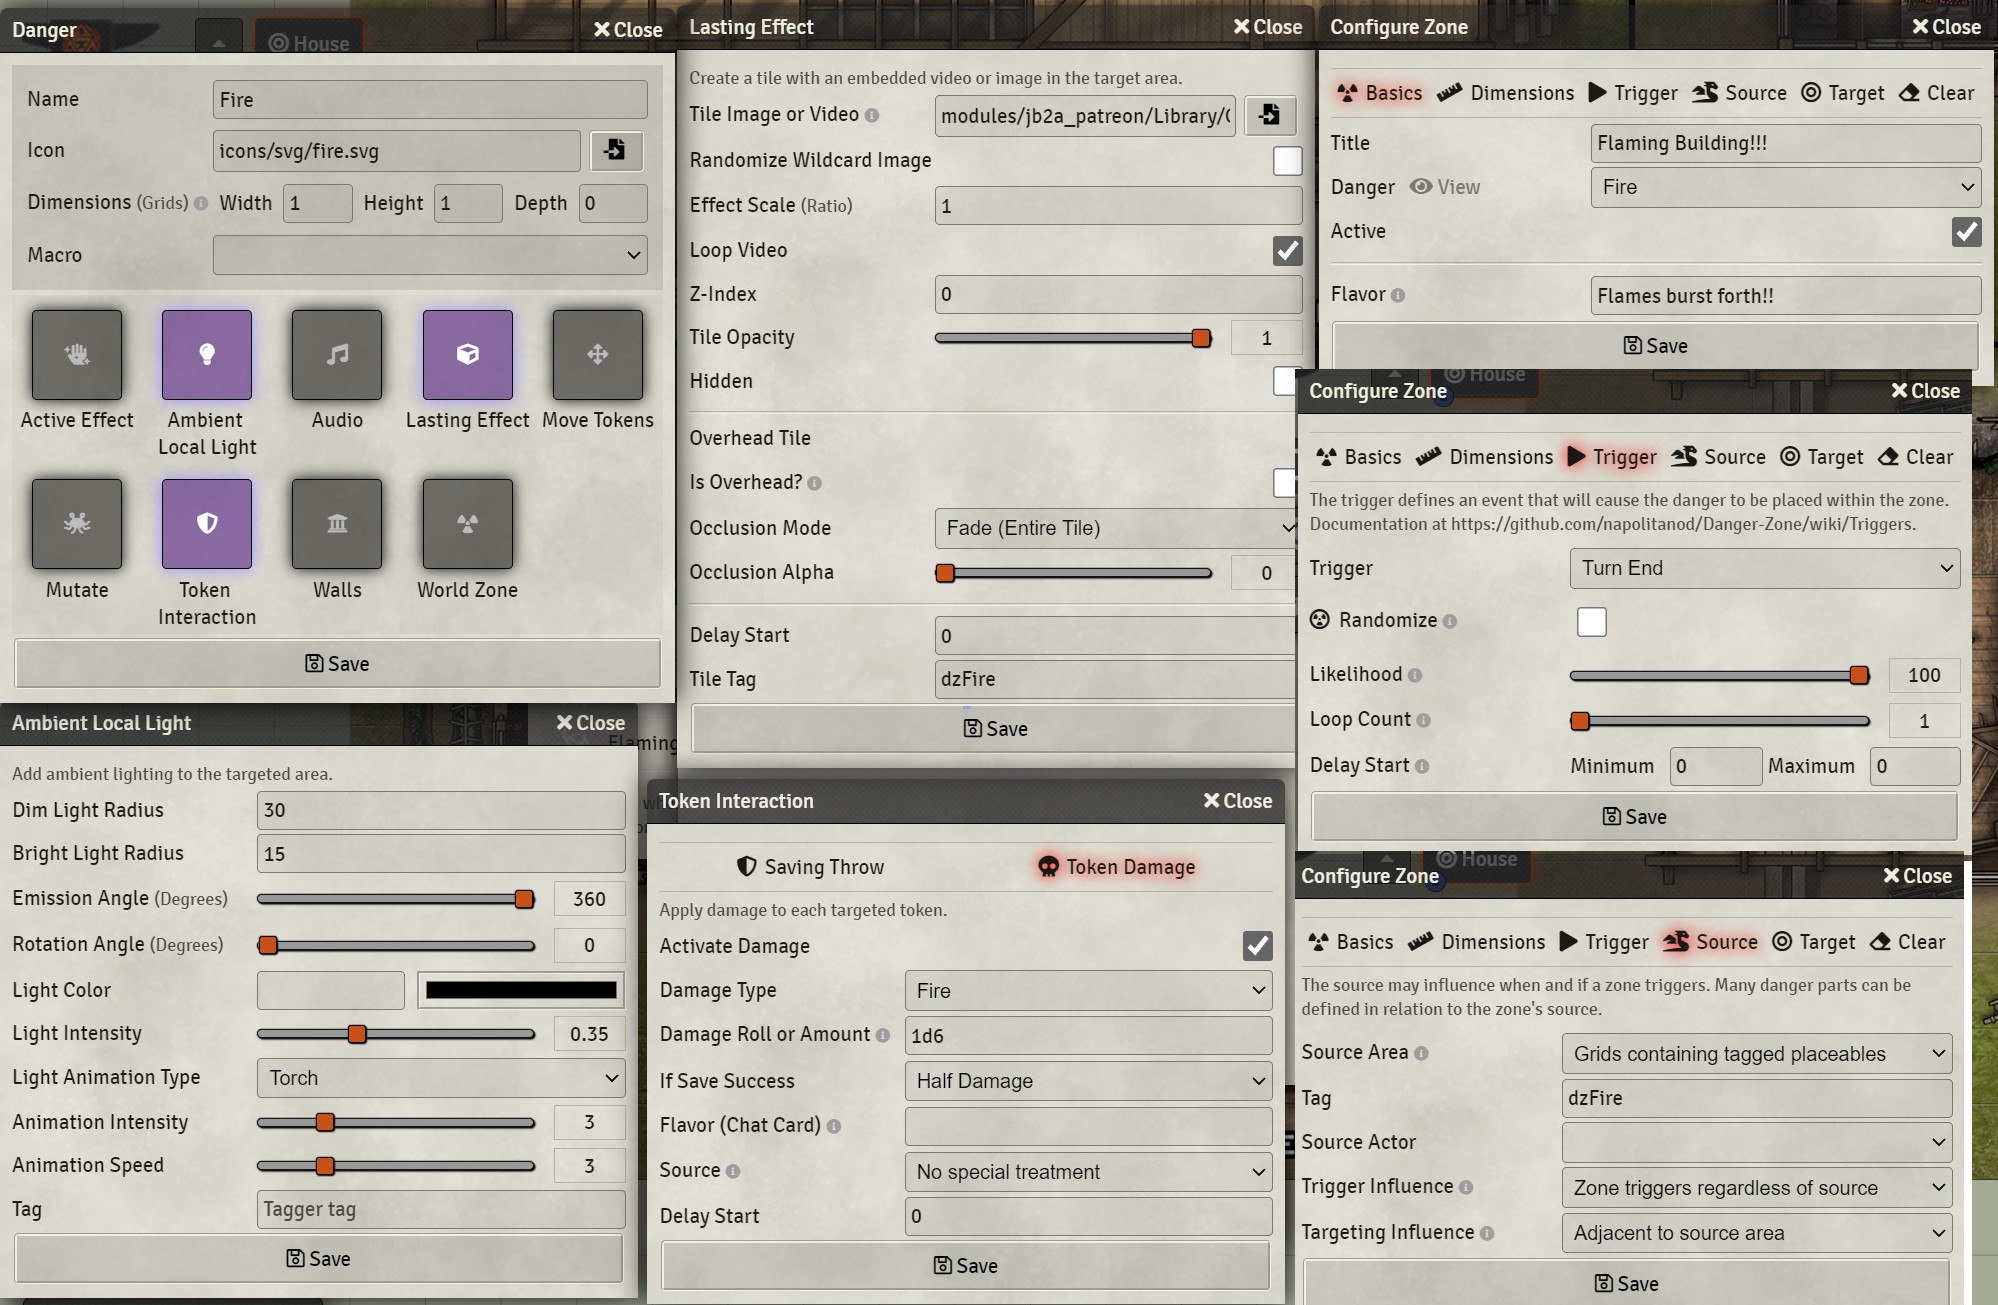 Danger
Close
House
Name
Fire
Icon
icons/svg/fire.svg
Dimensions (Grids) Width 1 Height 1 Depth 0
Macro
Active Effect
Ambient Local Light
Audio
Lasting Effect
Move Tokens
Mutate
Token Interaction
Walls
World Zone
Save
Lasting Effect
Close
Create a tile with an embedded video or image in the target area.
Tile Image or Video modules/jb2a_patreon/Library/
Randomize Wildcard Image
Effect Scale (Ratio) 1
Loop Video
Z-Index 0
Tile Opacity 1
Hidden
Overhead Tile
Is Overhead?
Occlusion Mode Fade (Entire Tile)
Occlusion Alpha 0
Delay Start 0
Tile Tag dzFire
Save
Configure Zone
Close
Basics Dimensions Trigger Source Target Clear
Title Flaming Building!!!
Danger View Fire
Active
Flavor Flames burst forth!!
Save
House
Configure Zone
Close
Basics Dimensions Trigger Source Target Clear
The trigger defines an event that will cause the danger to be placed within the zone.
Documentation at https://github.com/napolitanod/Danger-Zone/wiki/Triggers.
Trigger Turn End
Randomize
Likelihood 100
Loop Count 1
Delay Start Minimum 0 Maximum 0
Save
Ambient Local Light
Close
Flaming
Add ambient lighting to the targeted area.
Dim Light Radius 30
Bright Light Radius 15
Emission Angle (Degrees) 360
Rotation Angle (Degrees) 0
Light Color
Light Intensity 0.35
Light Animation Type Torch
Animation Intensity 3
Animation Speed 3
Tag Tagger tag
Save
Token Interaction
Close
Saving Throw Token Damage
Apply damage to each targeted token.
Activate Damage
Damage Type Fire
Damage Roll or Amount 1d6
If Save Success Half Damage
Flavor (Chat Card)
Source No special treatment
Delay Start 0
Save
House
Configure Zone
Close
Basics Dimensions Trigger Source Target Clear
The source may influence when and if a zone triggers. Many danger parts can be
defined in relation to the zone's source.
Source Area Grids containing tagged placeables
Tag dzFire
Source Actor
Trigger Influence Zone triggers regardless of source
Targeting Influence Adjacent to source area
Save